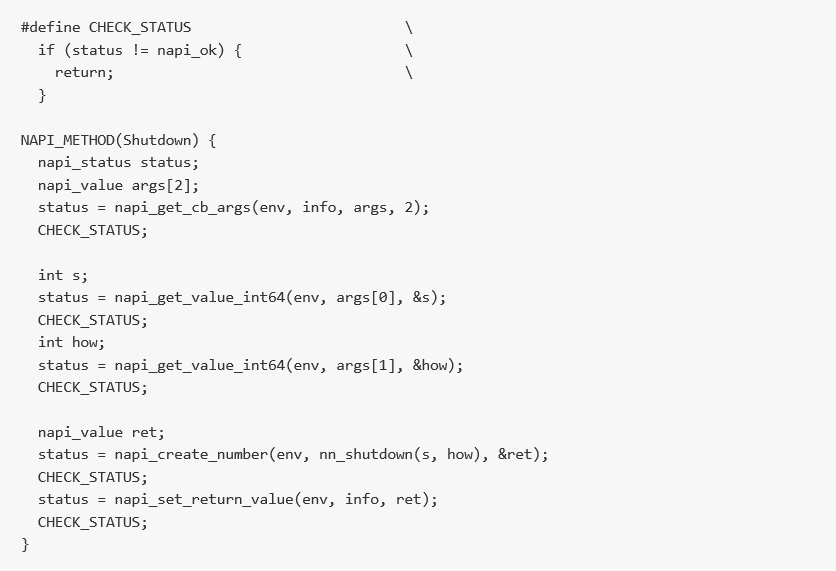 #define CHECK_STATUS                         \
  if (status != napi_ok) {                   \
    return;                                  \
  }

NAPI_METHOD(Shutdown) {
  napi_status status;
  napi_value args[2];
  status = napi_get_cb_args(env, info, args, 2);
  CHECK_STATUS;

  int s;
  status = napi_get_value_int64(env, args[0], &s);
  CHECK_STATUS;
  int how;
  status = napi_get_value_int64(env, args[1], &how);
  CHECK_STATUS;

  napi_value ret;
  status = napi_create_number(env, nn_shutdown(s, how), &ret);
  CHECK_STATUS;
  status = napi_set_return_value(env, info, ret);
  CHECK_STATUS;
}